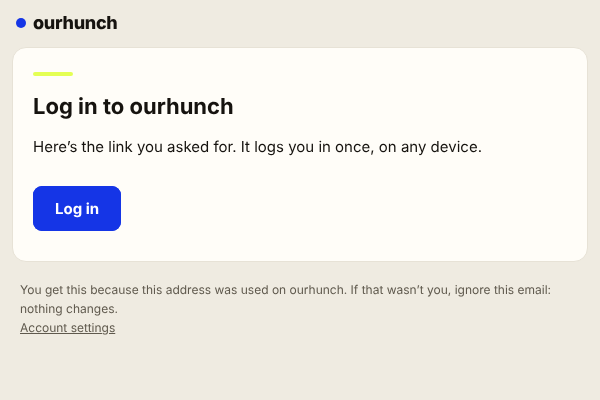 ourhunch
Log in to ourhunch
Here’s the link you asked for. It logs you in once, on any device.
Log in
You get this because this address was used on ourhunch. If that wasn’t you, ignore this email:
nothing changes.
Account settings